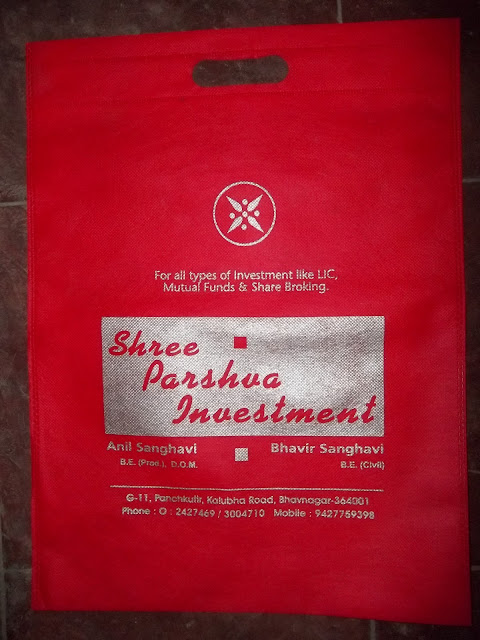 For all types of Investment like LIC,
Mutual Funds & Share Broking.
Shree
Parshva
Investment
Anil Sanghavi
B.E. (Prod.), D.O.M.
Bhavir Sanghavi
B.E. (Civil)
G-11, Panchkutir, Kalubha Road, Bhavnagar-364001
Phone : O : 2427469 / 3004710 Mobile : 9427759398